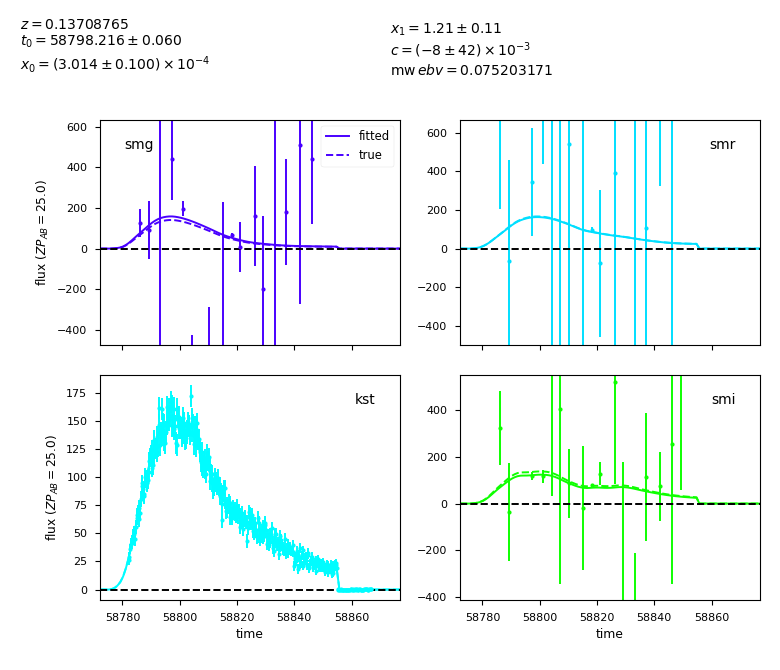 z = 0.13708765
t₀ = 58798.216 ± 0.060
x₀ = (3.014 ± 0.100) × 10⁻⁴
x₁ = 1.21 ± 0.11
c = (−8 ± 42) × 10⁻³
mw ebv = 0.075203171
smg
fitted
true
600
400
200
0
−200
−400
flux (ZP_AB = 25.0)
smr
600
400
200
0
−200
−400
kst
175
150
125
100
75
50
25
0
flux (ZP_AB = 25.0)
58780 58800 58820 58840 58860
time
smi
400
200
0
−200
−400
58780 58800 58820 58840 58860
time